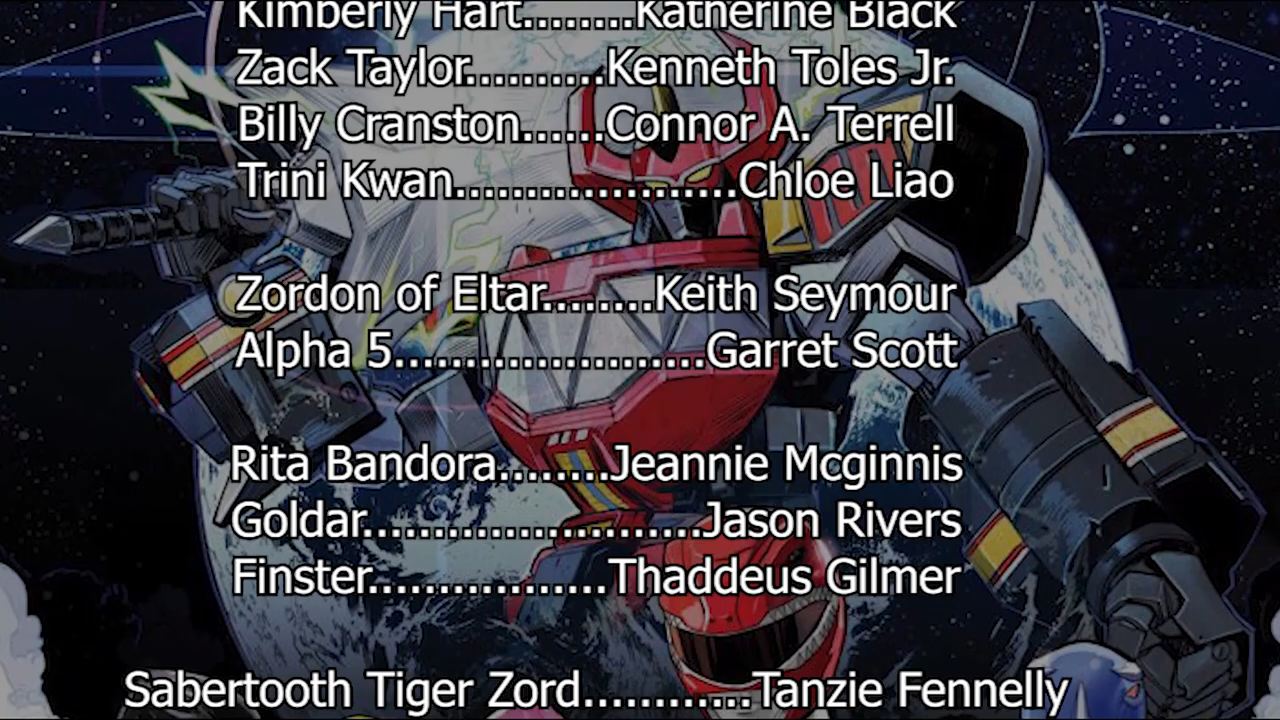 Kimberly Hart........Katherine Black
Zack Taylor..........Kenneth Toles Jr.
Billy Cranston......Connor A. Terrell
Trini Kwan....................Chloe Liao
Zordon of Eltar........Keith Seymour
Alpha 5......................Garret Scott
Rita Bandora........Jeannie Mcginnis
Goldar........................Jason Rivers
Finster.................Thaddeus Gilmer
Sabertooth Tiger Zord............Tanzie Fennelly